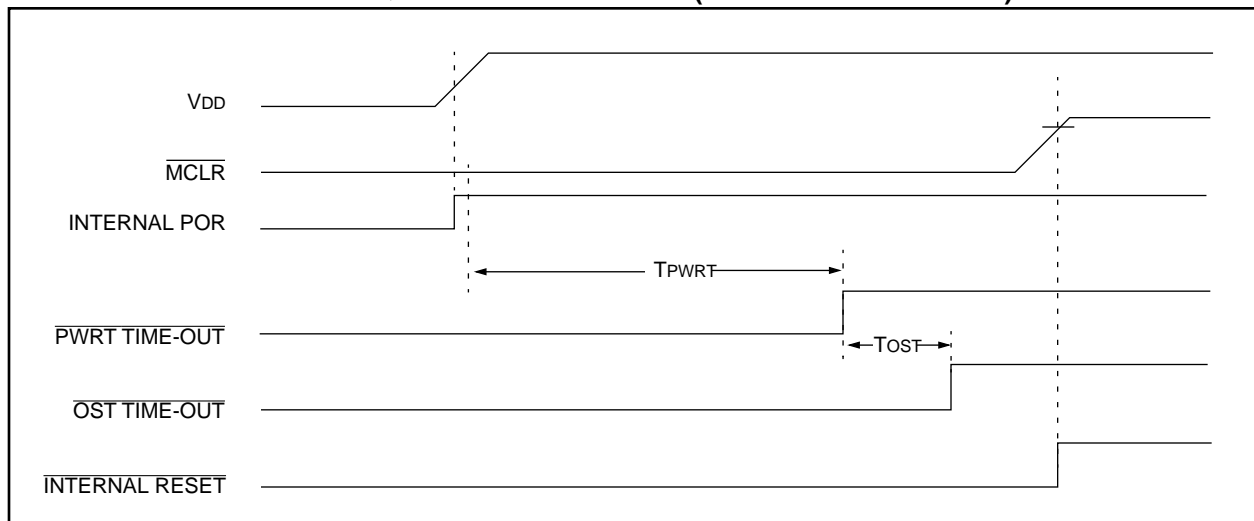 VDD
MCLR
INTERNAL POR
TPWRT
PWRT TIME-OUT
TOST
OST TIME-OUT
INTERNAL RESET